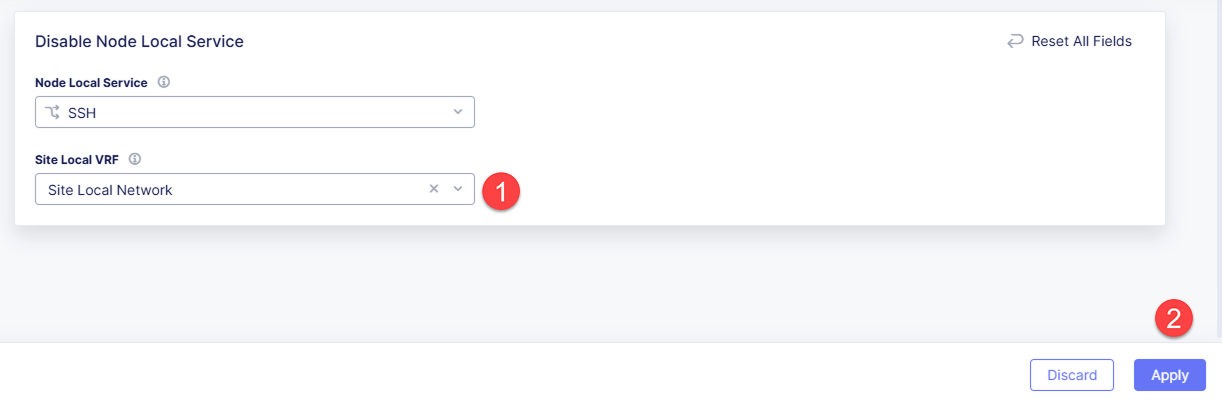 Disable Node Local Service
Reset All Fields
Node Local Service
SSH
Site Local VRF
Site Local Network
1
2
Discard
Apply